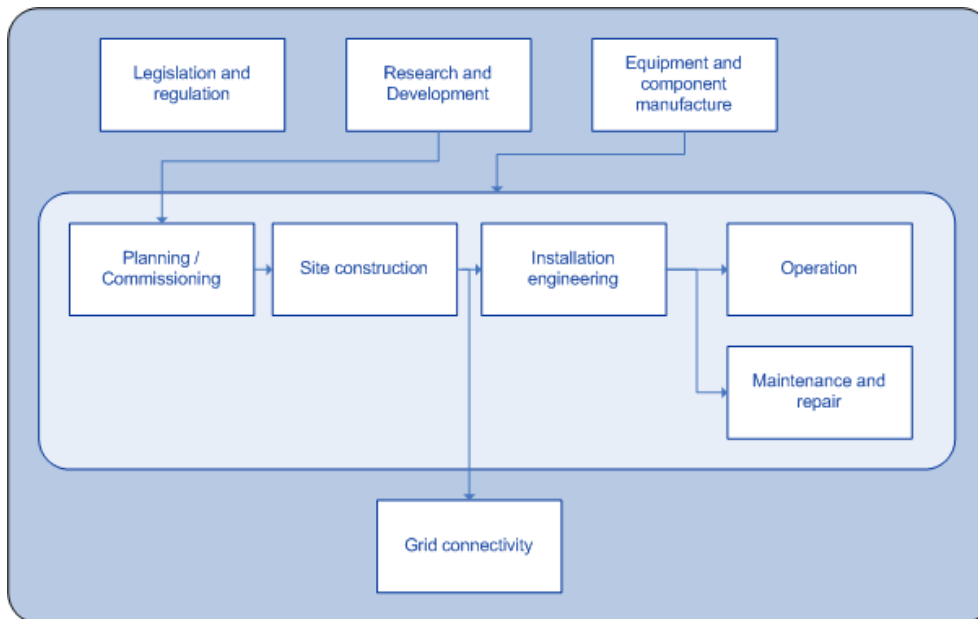 Legislation and
regulation
Research and
Development
Equipment and
component
manufacture
Planning /
Commissioning
Site construction
Installation
engineering
Operation
Maintenance and
repair
Grid connectivity